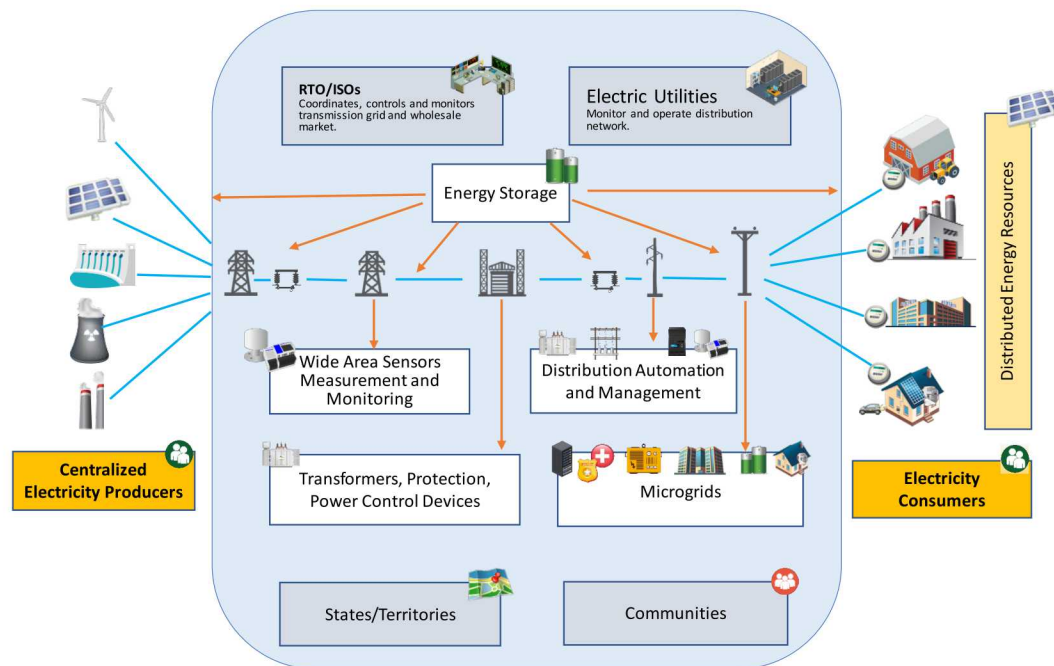 RTO/ISOs
Coordinates, controls and monitors
transmission grid and wholesale
market.
Electric Utilities
Monitor and operate distribution
network.
Energy Storage
Distributed Energy Resources
Wide Area Sensors
Measurement and
Monitoring
Distribution Automation
and Management
Centralized
Electricity Producers
Transformers, Protection,
Power Control Devices
Microgrids
Electricity
Consumers
States/Territories
Communities